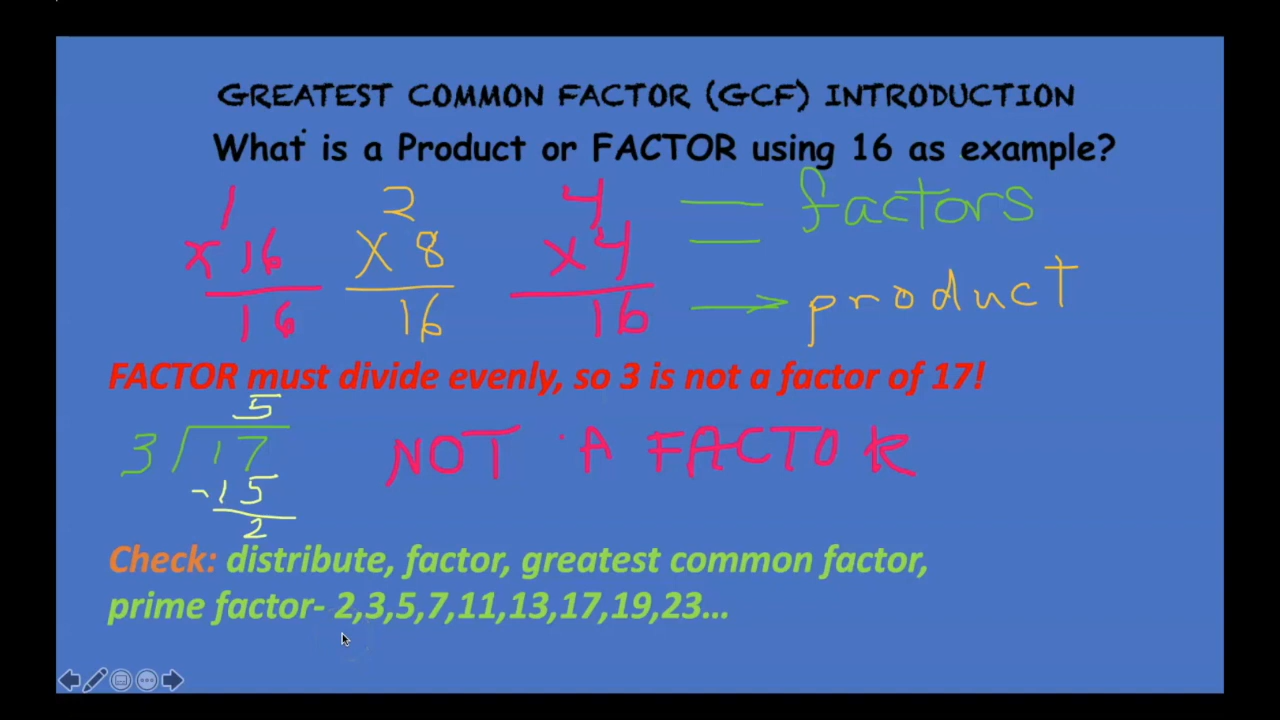 GREATEST COMMON FACTOR (GCF) INTRODUCTION
What is a Product or FACTOR using 16 as example?
1 2 4 factors
x 16 x 8 x 4
16 16 16 → product
FACTOR must divide evenly, so 3 is not a factor of 17!
5
3 17 NOT A FACTOR
-15
2
Check: distribute, factor, greatest common factor,
prime factor- 2,3,5,7,11,13,17,19,23...